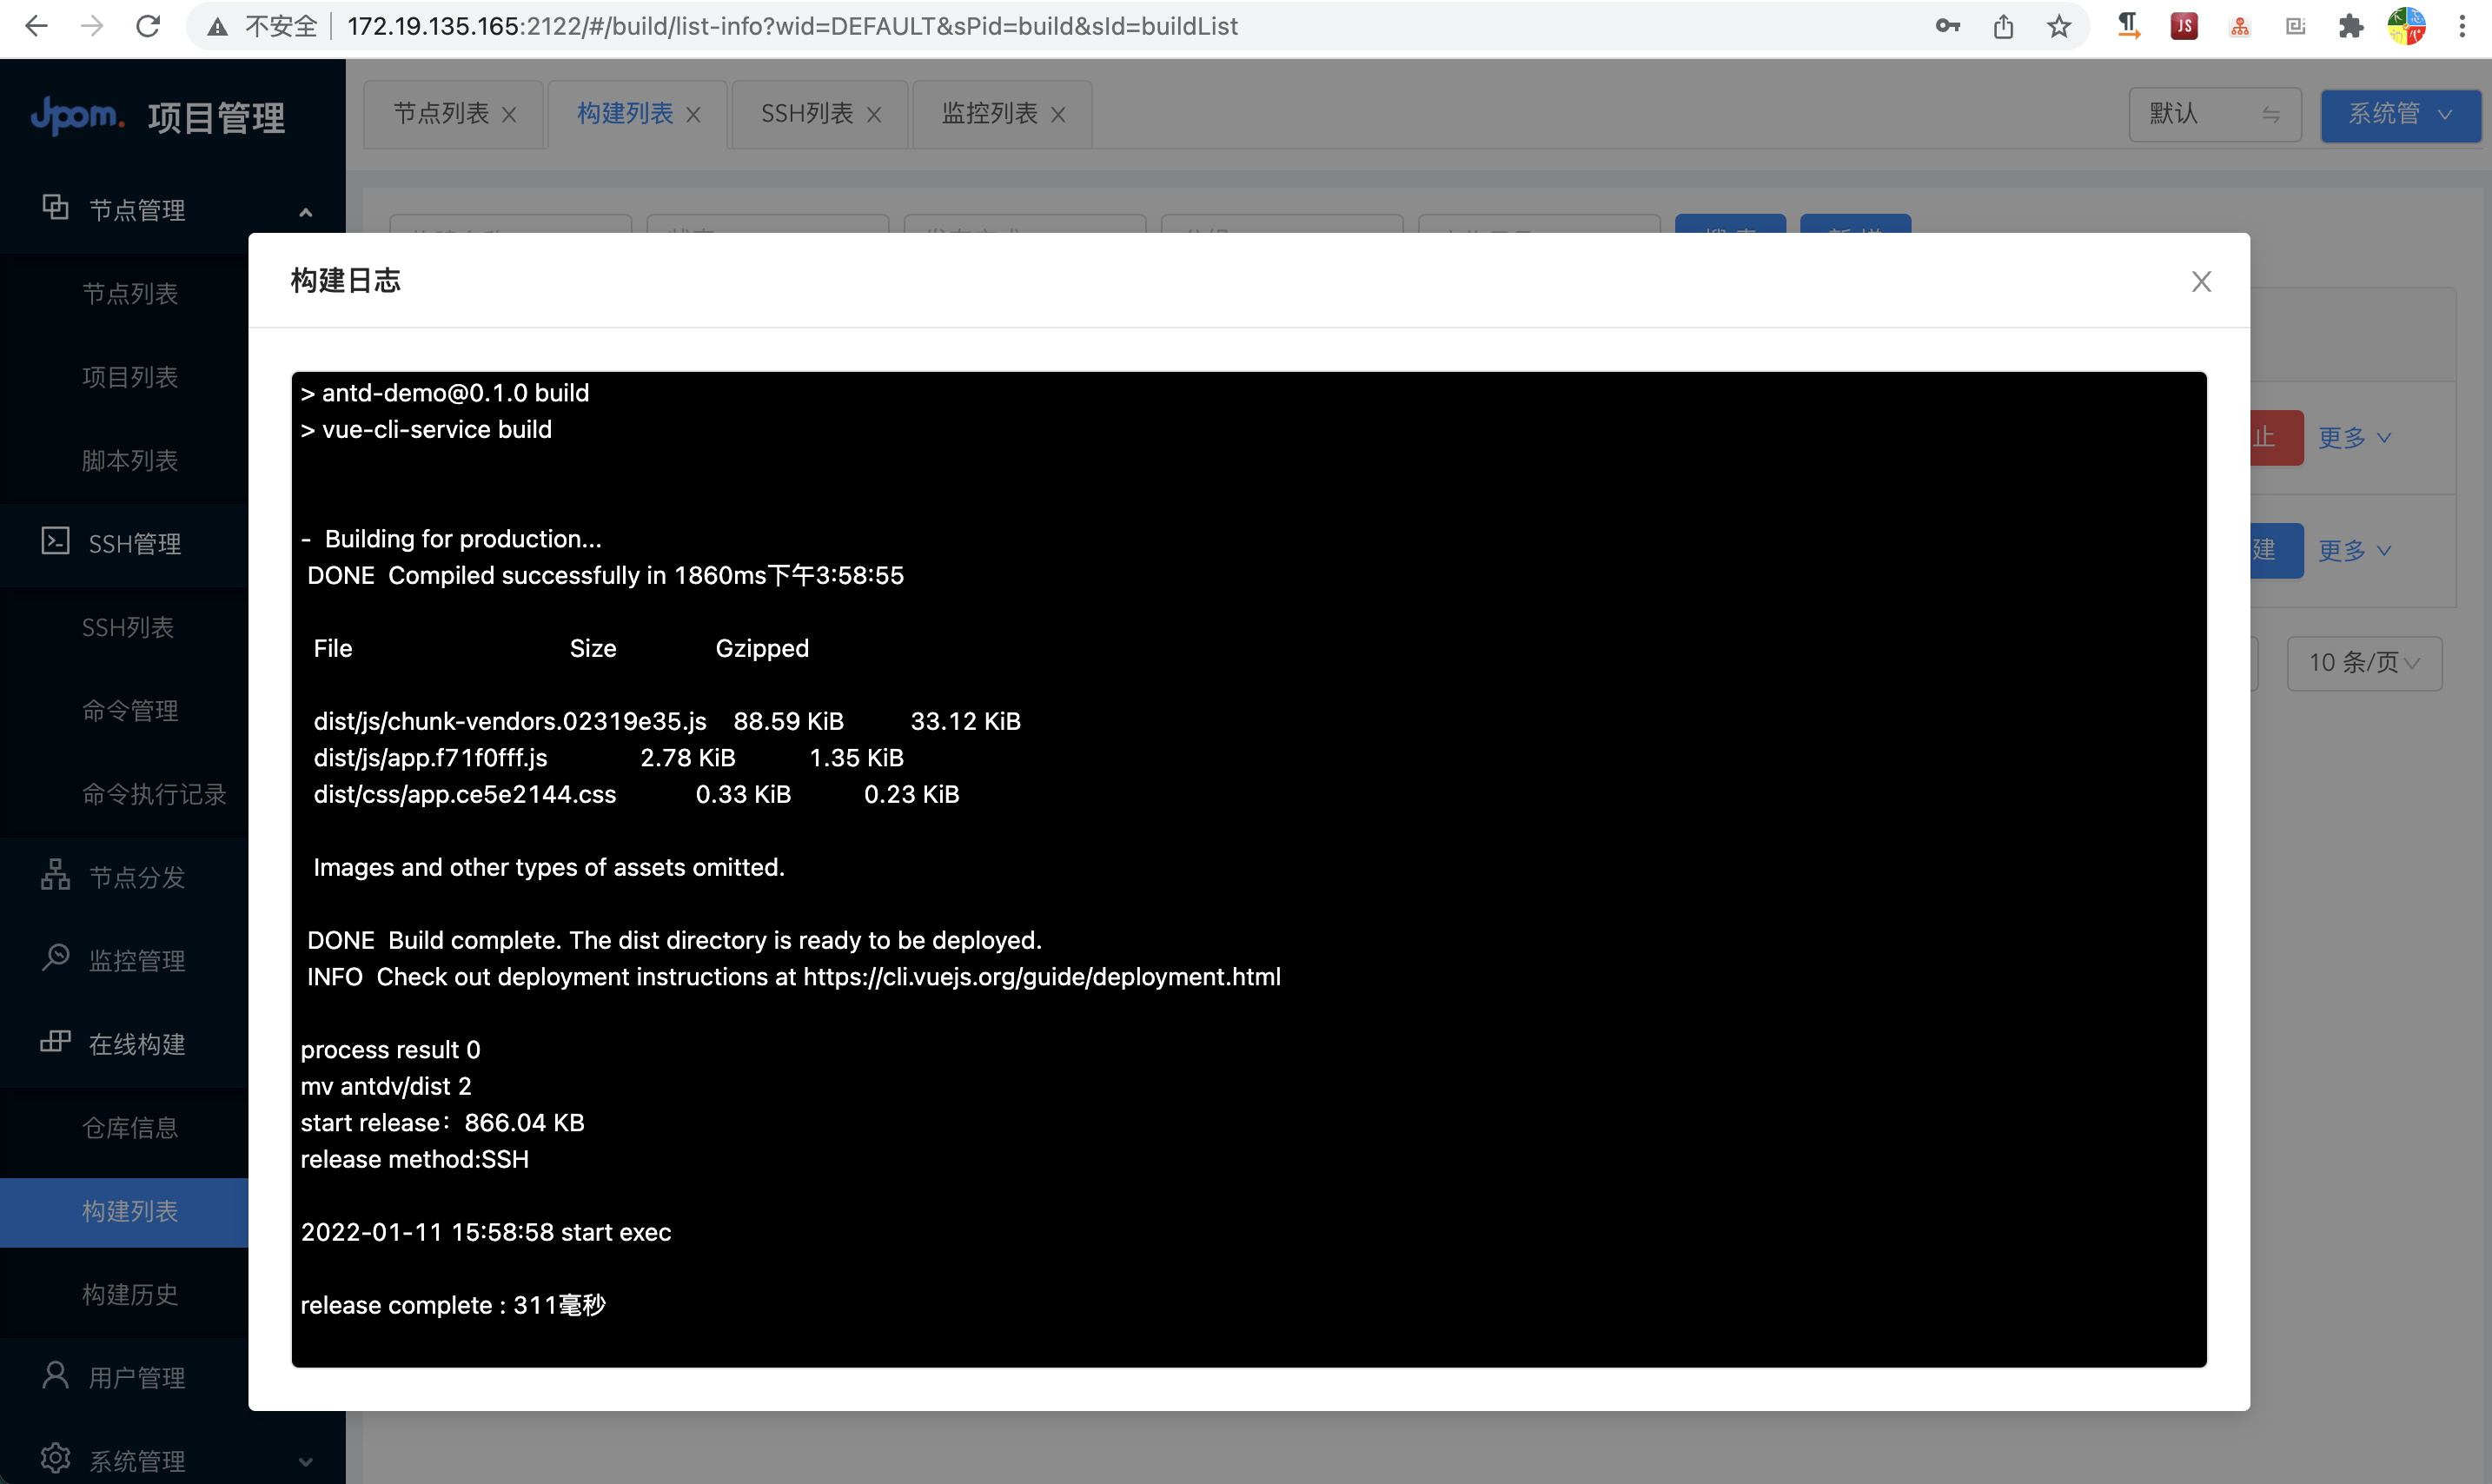 不安全 172.19.135.165:2122/#/build/list-info?wid=DEFAULT&sPid=build&sId=buildList
JS
Jpom. 项目管理
节点列表 构建列表 SSH列表 监控列表 默认 系统管
节点管理
节点列表
项目列表
脚本列表
SSH管理
SSH列表
命令管理
命令执行记录
节点分发
监控管理
在线构建
仓库信息
构建列表
构建历史
用户管理
系统管理
构建日志
> antd-demo@0.1.0 build
> vue-cli-service build
- Building for production...
DONE Compiled successfully in 1860ms下午3:58:55
File Size Gzipped
dist/js/chunk-vendors.02319e35.js 88.59 KiB 33.12 KiB
dist/js/app.f71f0fff.js 2.78 KiB 1.35 KiB
dist/css/app.ce5e2144.css 0.33 KiB 0.23 KiB
Images and other types of assets omitted.
DONE Build complete. The dist directory is ready to be deployed.
INFO Check out deployment instructions at https://cli.vuejs.org/guide/deployment.html
process result 0
mv antdv/dist 2
start release：866.04 KB
release method:SSH
2022-01-11 15:58:58 start exec
release complete : 311毫秒
止 更多
建 更多
10 条/页